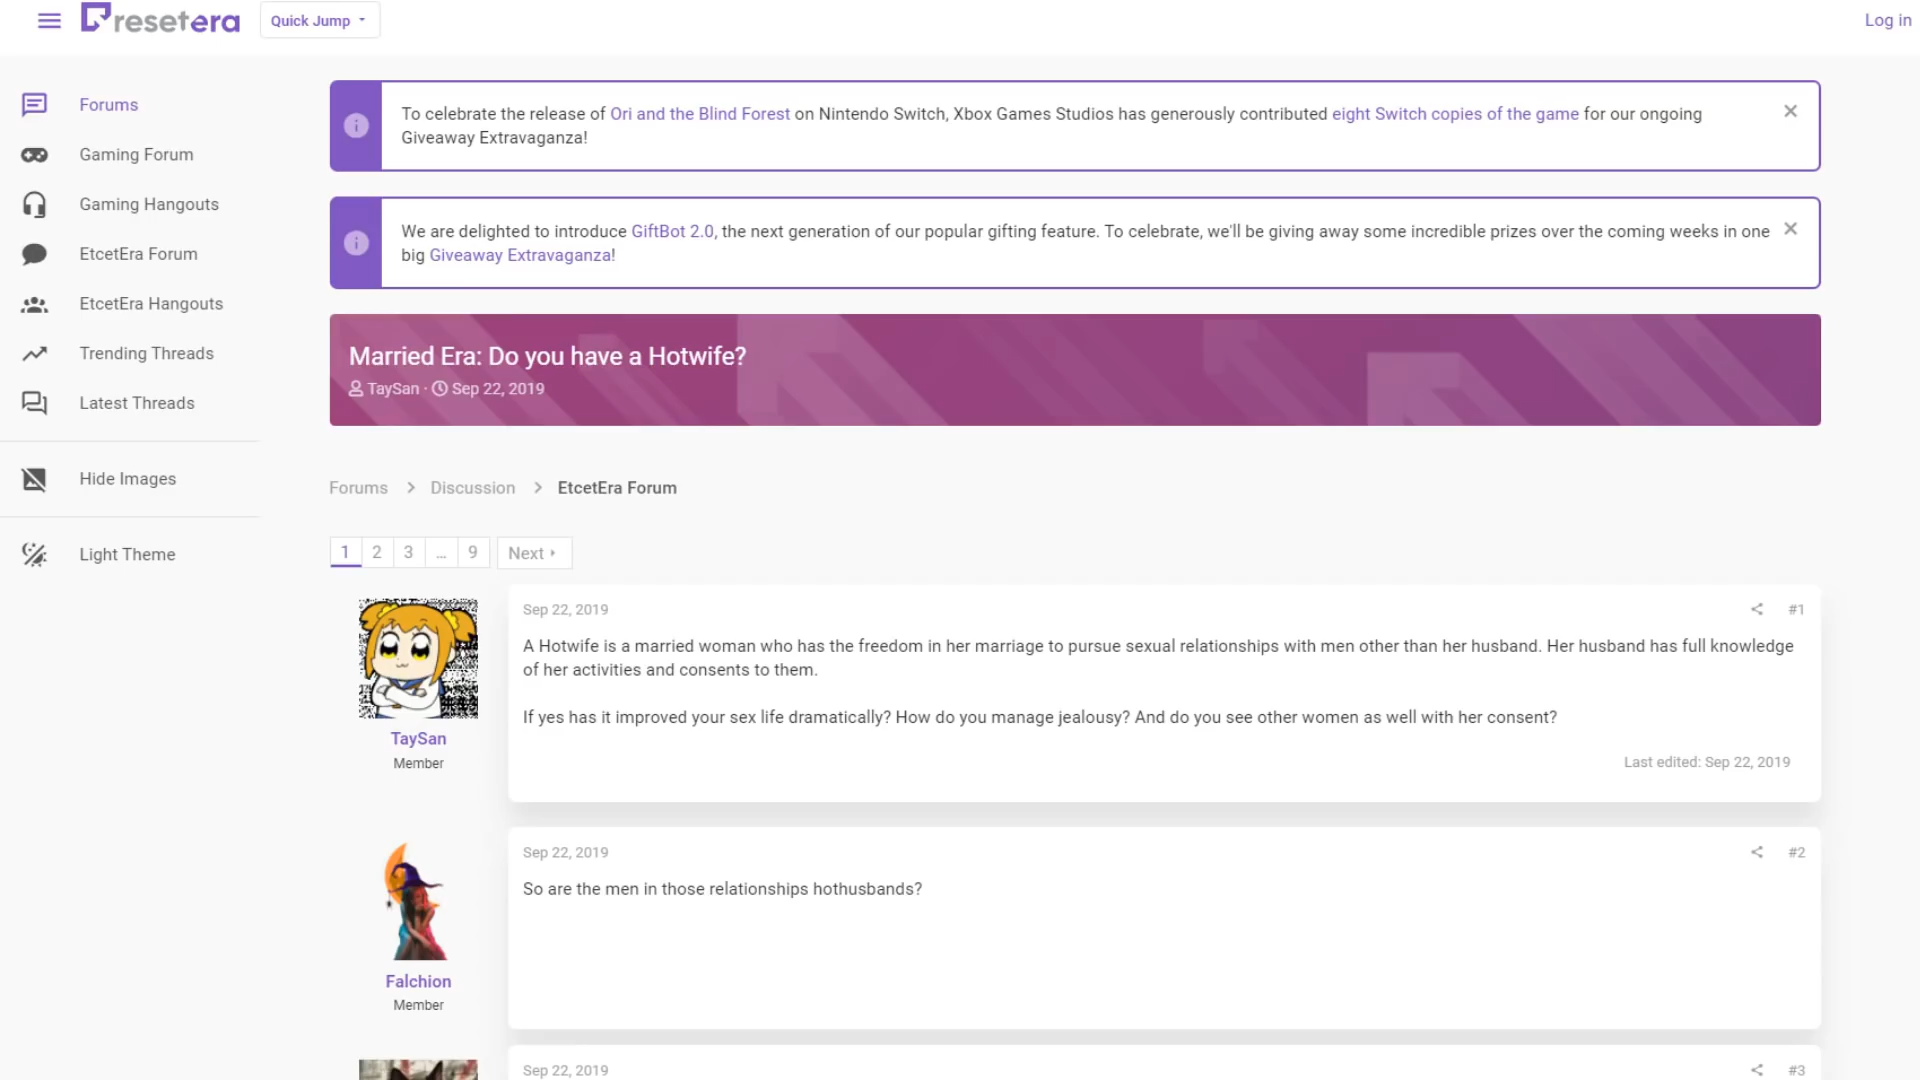 resetera
Quick Jump
Log in
Forums
Gaming Forum
Gaming Hangouts
EtcetEra Forum
EtcetEra Hangouts
Trending Threads
Latest Threads
Hide Images
Light Theme
To celebrate the release of Ori and the Blind Forest on Nintendo Switch, Xbox Games Studios has generously contributed eight Switch copies of the game for our ongoing
Giveaway Extravaganza!
We are delighted to introduce GiftBot 2.0, the next generation of our popular gifting feature. To celebrate, we'll be giving away some incredible prizes over the coming weeks in one
big Giveaway Extravaganza!
Married Era: Do you have a Hotwife?
TaySan · Sep 22, 2019
Forums > Discussion > EtcetEra Forum
1 2 3 ... 9 Next
TaySan
Member
Sep 22, 2019 #1
A Hotwife is a married woman who has the freedom in her marriage to pursue sexual relationships with men other than her husband. Her husband has full knowledge
of her activities and consents to them.
If yes has it improved your sex life dramatically? How do you manage jealousy? And do you see other women as well with her consent?
Last edited: Sep 22, 2019
Falchion
Member
Sep 22, 2019 #2
So are the men in those relationships hothusbands?
Sep 22, 2019 #3